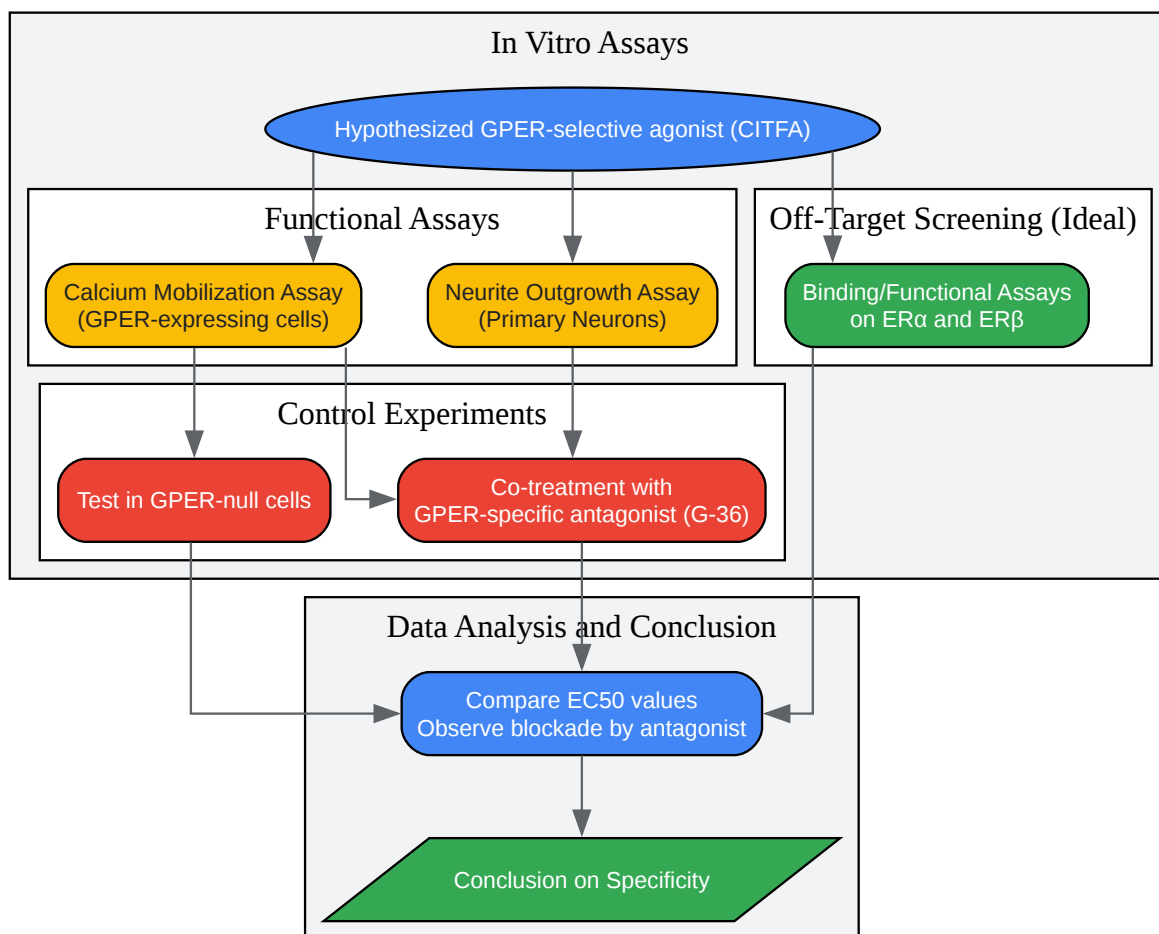 In Vitro Assays
Hypothesized GPER-selective agonist (CITFA)
Functional Assays
Off-Target Screening (Ideal)
Calcium Mobilization Assay
(GPER-expressing cells)
Neurite Outgrowth Assay
(Primary Neurons)
Binding/Functional Assays
on ERα and ERβ
Control Experiments
Test in GPER-null cells
Co-treatment with
GPER-specific antagonist (G-36)
Data Analysis and Conclusion
Compare EC50 values
Observe blockade by antagonist
Conclusion on Specificity